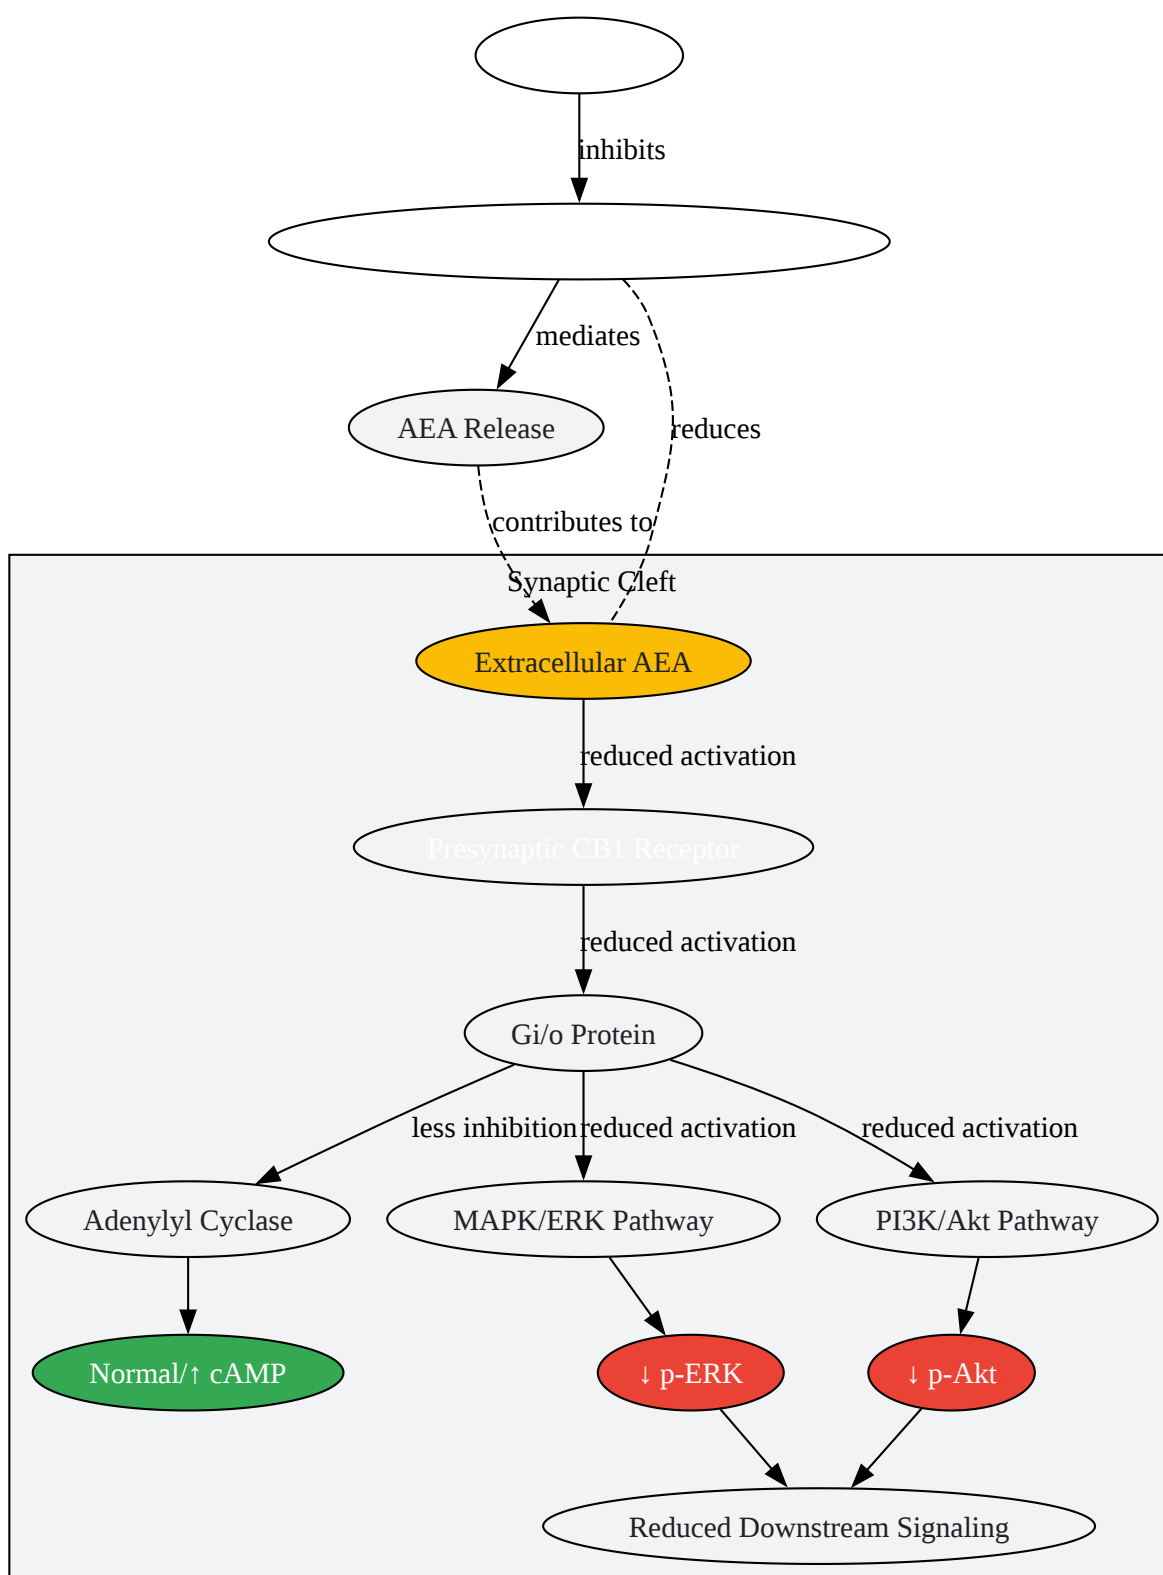 inhibits
mediates
AEA Release
reduces
contributes to
Synaptic Cleft
Extracellular AEA
reduced activation
Presynaptic CB1 Receptor
reduced activation
Gi/o Protein
less inhibition
reduced activation
reduced activation
Adenylyl Cyclase
MAPK/ERK Pathway
PI3K/Akt Pathway
Normal/↑ cAMP
↓ p-ERK
↓ p-Akt
Reduced Downstream Signaling